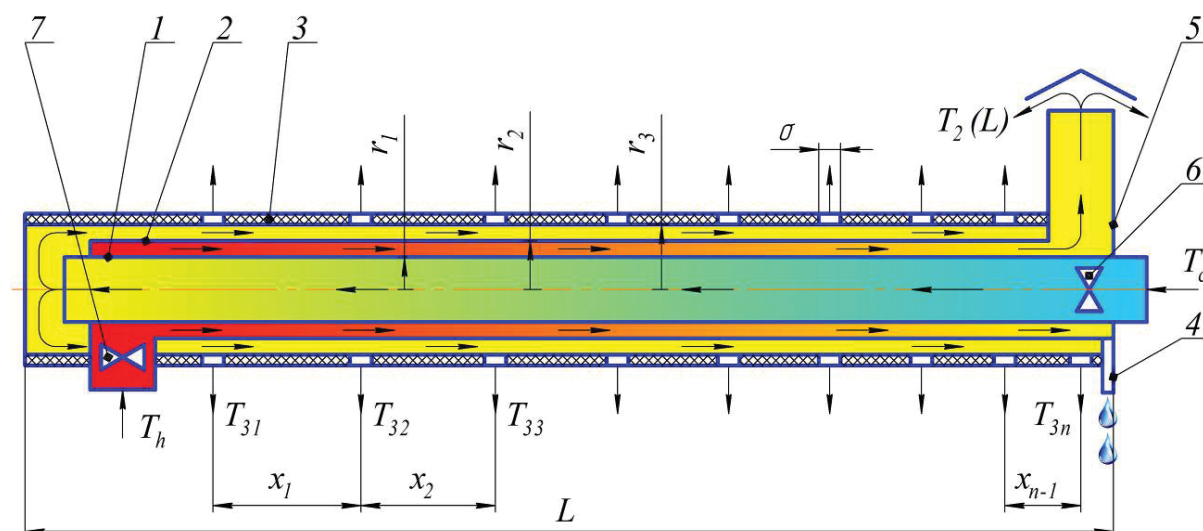 7
1
2
3
5
r₁
r₂
r₃
σ
T₂ (L)
6
T
4
Tₕ
T₃₁
T₃₂
T₃₃
T₃ₙ
x₁
x₂
xₙ₋₁
L